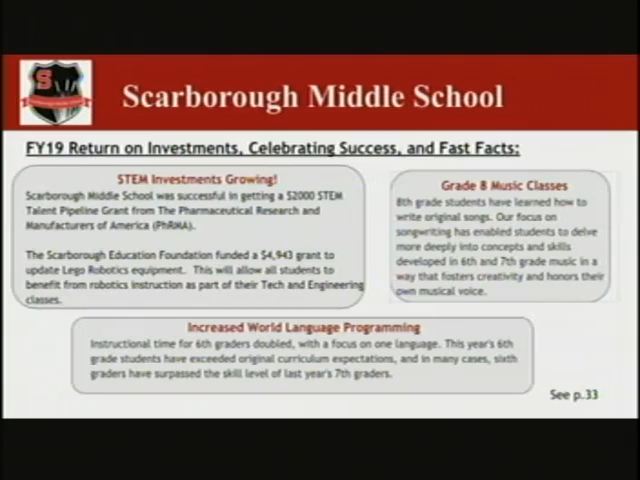 S
Scarborough Middle School
FY19 Return on Investments, Celebrating Success, and Fast Facts:
STEM Investments Growing!
Scarborough Middle School was successful in getting a $2000 STEM
Talent Pipeline Grant from The Pharmaceutical Research and
Manufacturers of America (PhRMA).
The Scarborough Education Foundation funded a $4,943 grant to
update Lego Robotics equipment. This will allow all students to
benefit from robotics instruction as part of their Tech and Engineering
classes.
Grade 8 Music Classes
8th grade students have learned how to
write original songs. Our focus on
songwriting has enabled students to delve
more deeply into concepts and skills
developed in 6th and 7th grade music in a
way that fosters creativity and honors their
own musical voice.
Increased World Language Programming
Instructional time for 6th graders doubled, with a focus on one language. This year's 6th
grade students have exceeded original curriculum expectations, and in many cases, sixth
graders have surpassed the skill level of last year's 7th graders.
See p.33